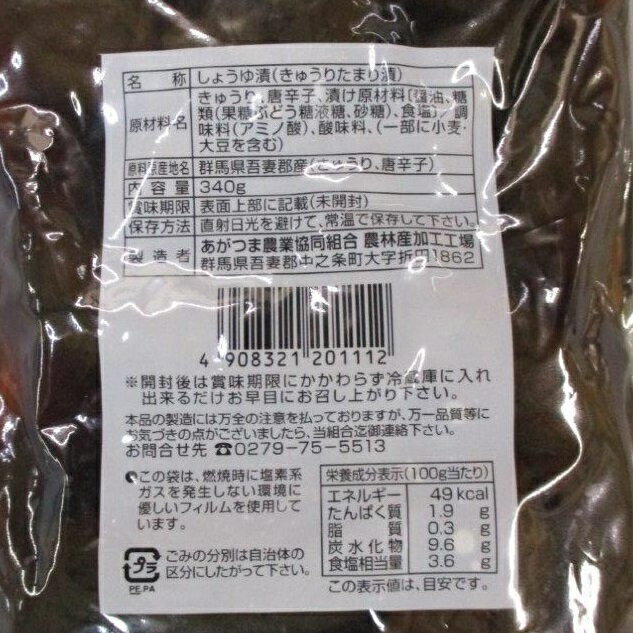 名称 しょうゆ漬(きゅうりたまり漬)
原材料名 きゅうり、唐辛子、漬け原材料〔醤油、糖
類(果糖ぶどう糖液糖、砂糖)、食塩〕/調
味料(アミノ酸)、酸味料、(一部に小麦・
大豆を含む)
原料原産地名 群馬県吾妻郡産(きゅうり、唐辛子)
内容量 340g
賞味期限 表面上部に記載(未開封)
保存方法 直射日光を避けて、常温で保存して下さい。
製造者 あがつま農業協同組合 農林産加工工場
群馬県吾妻郡中之条町大字折田1862
4 908321 201112
※開封後は賞味期限にかかわらず冷蔵庫に入れ
出来るだけお早目にお召し上がり下さい。
本品の製造には万全の注意を払っておりますが、万一品質等に
お気づきの点がございましたら、当組合迄御連絡下さい。
お問合せ先 ☎0279-75-5513
●この袋は、燃焼時に塩素系
ガスを発生しない環境に
優しいフィルムを使用して
います。
プラ
PE,PA
ごみの分別は自治体の
区分にしたがって下さい。
栄養成分表示(100g当たり)
エネルギー 49kcal
たんぱく質 1.9 g
脂質 0.3 g
炭水化物 9.6 g
食塩相当量 3.6 g
この表示値は、目安です。